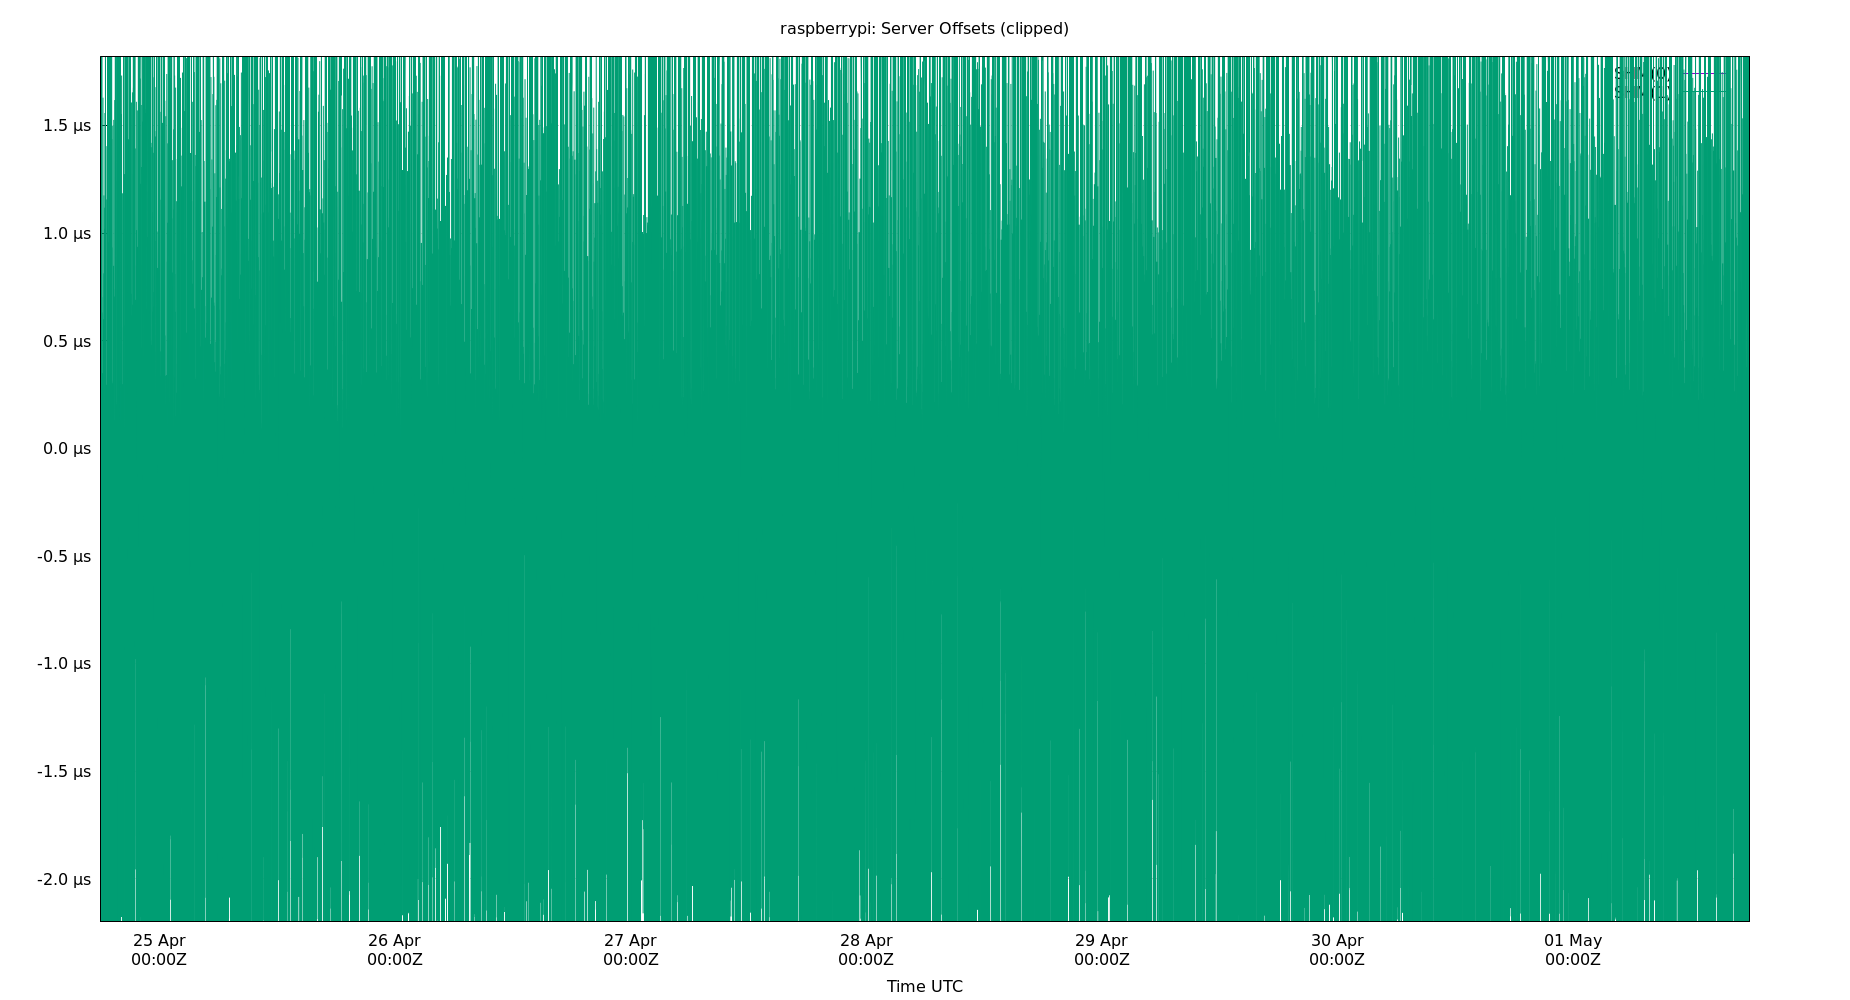 raspberrypi: Server Offsets (clipped)
1.5 µs
1.0 µs
0.5 µs
0.0 µs
-0.5 µs
-1.0 µs
-1.5 µs
-2.0 µs
25 Apr
00:00Z
26 Apr
00:00Z
27 Apr
00:00Z
28 Apr
00:00Z
29 Apr
00:00Z
30 Apr
00:00Z
01 May
00:00Z
Time UTC